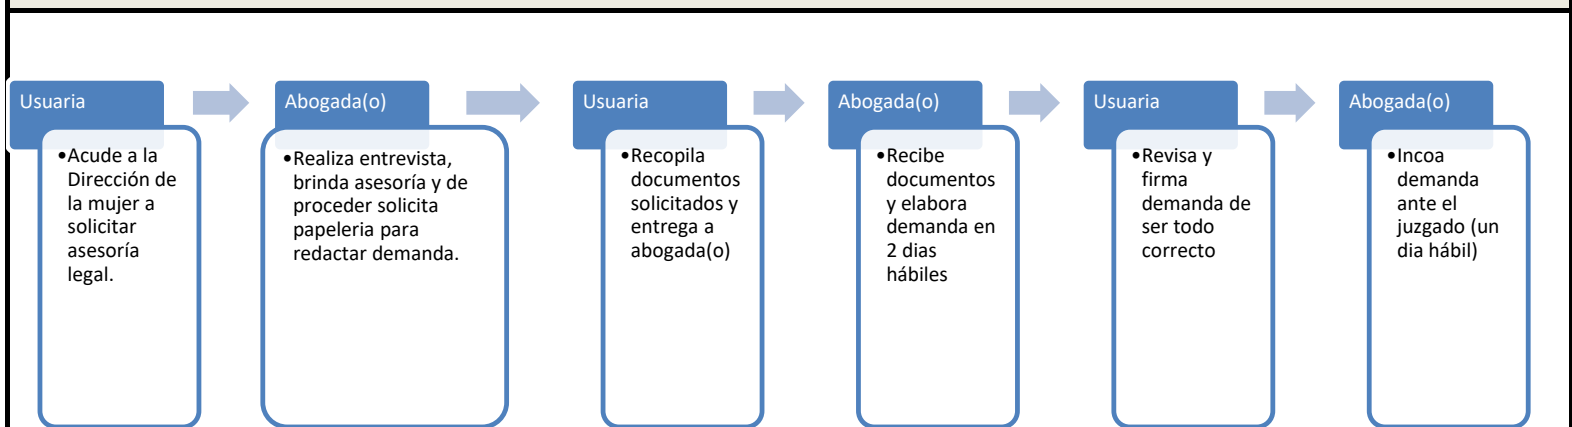 Usuaria
•Acude a la
Dirección de
la mujer a
solicitar
asesoría
legal.
Abogada(o)
•Realiza entrevista,
brinda asesoría y de
proceder solicita
papeleria para
redactar demanda.
Usuaria
•Recopila
documentos
solicitados y
entrega a
abogada(o)
Abogada(o)
•Recibe
documentos
y elabora
demanda en
2 dias
hábiles
Usuaria
•Revisa y
firma
demanda de
ser todo
correcto
Abogada(o)
•Incoa
demanda
ante el
juzgado (un
dia hábil)